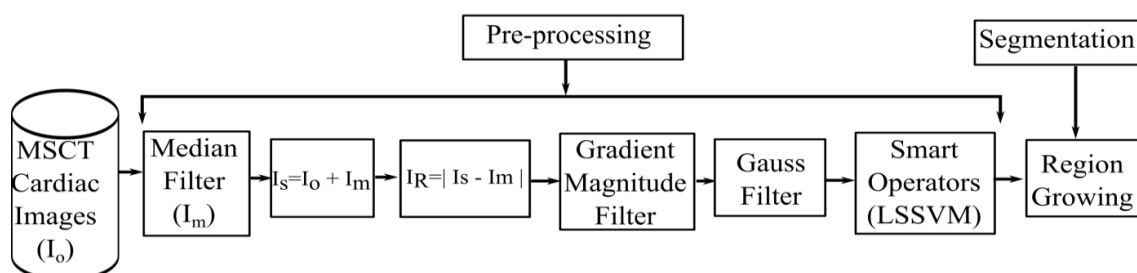 Pre-processing
Segmentation
MSCT
Cardiac
Images
(Iₒ)
Median
Filter
(Iₘ)
Iₛ=Iₒ + Iₘ
IR=| Is - Im |
Gradient
Magnitude
Filter
Gauss
Filter
Smart
Operators
(LSSVM)
Region
Growing